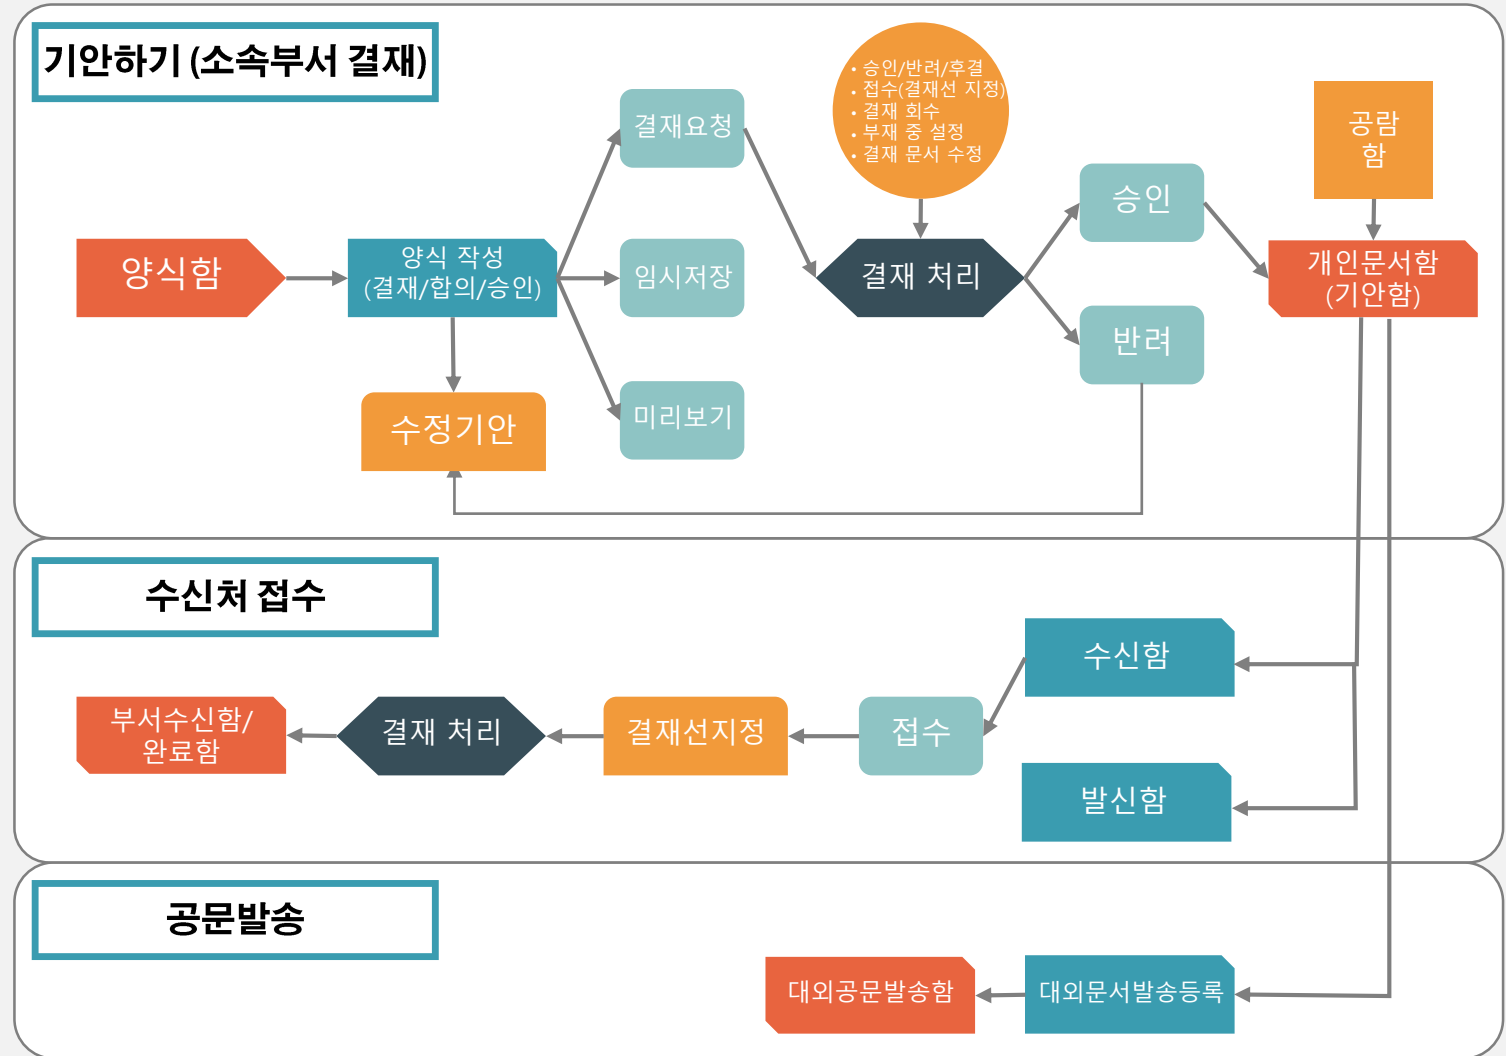 기안하기 (소속부서 결재)
• 승인/반려/후결
• 접수(결재선 지정)
• 결재 회수
• 부재 중 설정
• 결재 문서 수정
공람
함
결재요청
승인
양식함
양식 작성
(결재/합의/승인)
임시저장
결재 처리
개인문서함
(기안함)
반려
수정기안
미리보기
수신처 접수
수신함
부서수신함/
완료함
결재 처리
결재선지정
접수
발신함
공문발송
대외공문발송함
대외문서발송등록